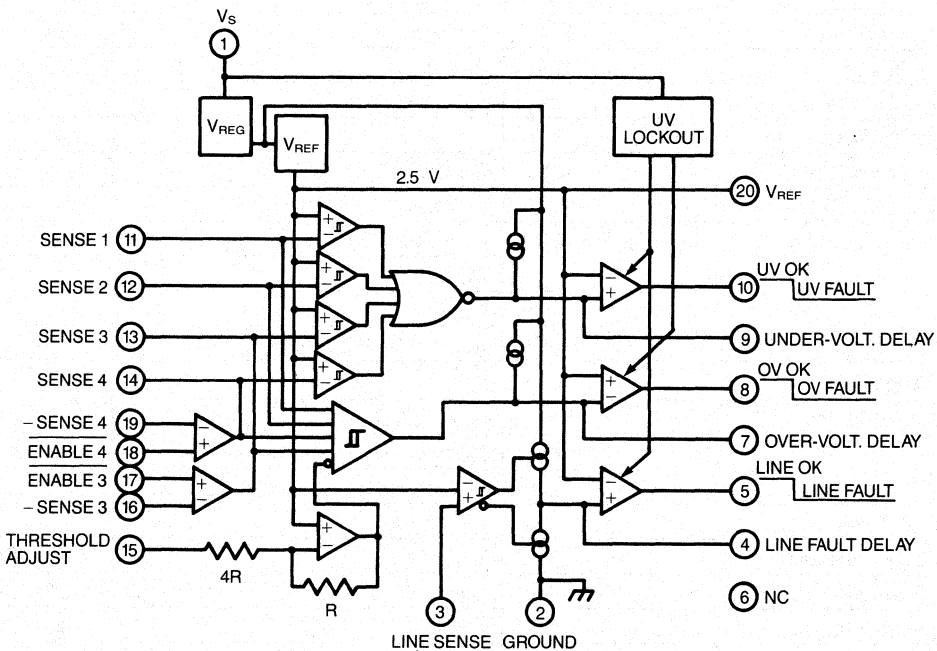 VS
1
VREG
VREF
UV
LOCKOUT
2.5 V
20 VREF
SENSE 1 11
SENSE 2 12
SENSE 3 13
SENSE 4 14
−SENSE 4 19
ENABLE 4 18
ENABLE 3 17
−SENSE 3 16
THRESHOLD
ADJUST
15
4R
R
10 UV OK
UV FAULT
9 UNDER-VOLT. DELAY
8 OV OK
OV FAULT
7 OVER-VOLT. DELAY
5 LINE OK
LINE FAULT
4 LINE FAULT DELAY
6 NC
3
2
LINE SENSE GROUND